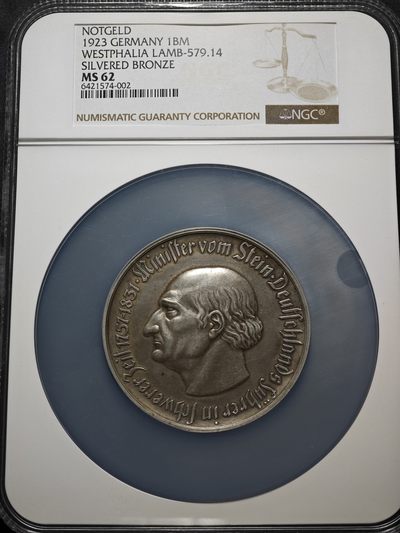 NOTGELD
1923 GERMANY 1BM
WESTPHALIA LAMB-579.14
SILVERED BRONZE
MS 62
6421574-002
NUMISMATIC GUARANTY CORPORATION
NGC®
Minister vom Stein · Deutschlands Führer in schwerer Zeit 1757-1831 ·